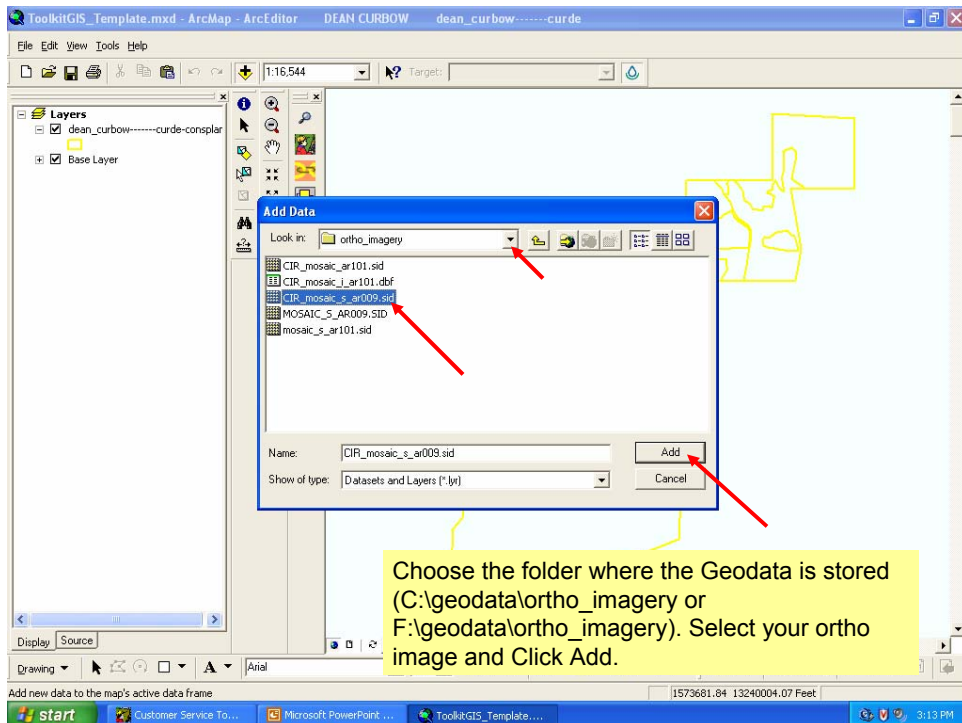 ToolkitGIS_Template.mxd - ArcMap - ArcEditor DEAN CURBOW dean_curbow-------curde
File Edit View Tools Help
1:16,544
Target:
Layers
dean_curbow-------curde-consplar
Base Layer
Add Data
Look in: ortho_imagery
CIR_mosaic_ar101.sid
CIR_mosaic_i_ar101.dbf
CIR_mosaic_s_ar009.sid
MOSAIC_S_AR009.SID
mosaic_s_ar101.sid
Name: CIR_mosaic_s_ar009.sid Add
Show of type: Datasets and Layers (*.lyr) Cancel
Choose the folder where the Geodata is stored
(C:\geodata\ortho_imagery or
F:\geodata\ortho_imagery). Select your ortho
image and Click Add.
Display Source
Drawing A Arial
Add new data to the map's active data frame 1573681.84 13240004.07 Feet
start Customer Service To... Microsoft PowerPoint ... ToolkitGIS_Template.... 3:13 PM